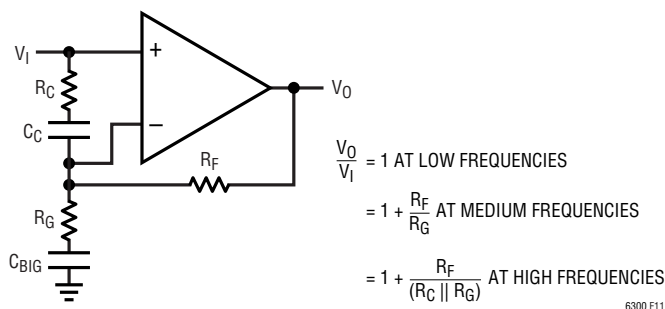 V_I
+
−
V_O
R_C
C_C
R_F
R_G
C_BIG
V_O/V_I = 1 AT LOW FREQUENCIES
= 1 + R_F/R_G AT MEDIUM FREQUENCIES
= 1 + R_F/(R_C || R_G) AT HIGH FREQUENCIES
6300 F11